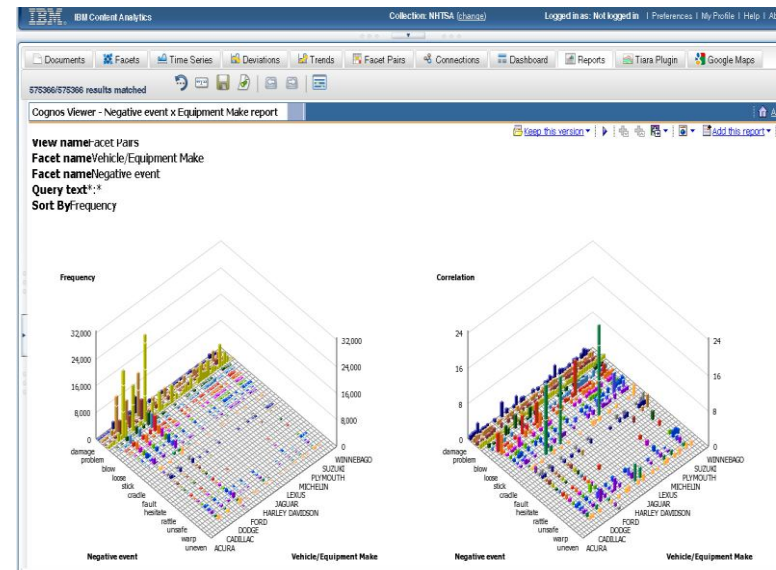 IBM IBM Content Analytics Collection: NHTSA (change) Logged in as: Not logged in | Preferences | My Profile | Help |
Documents Facets Time Series Deviations Trends Facet Pairs Connections Dashboard Reports Tiara Plugin Google Maps
575366/575366 results matched
Cognos Viewer - Negative event x Equipment Make report
Keep this version Add this report
View nameFacet Pairs
Facet nameVehicle/Equipment Make
Facet nameNegative event
Query text*:*
Sort ByFrequency
Frequency
32,000
24,000
16,000
8,000
0
32,000
24,000
16,000
8,000
0
damage
problem
blow
loose
stick
cradle
fault
hesitate
rattle
unsafe
warp
uneven
WINNEBAGO
SUZUKI
PLYMOUTH
MICHELIN
LEXUS
JAGUAR
HARLEY DAVIDSON
FORD
DODGE
CADILLAC
ACURA
Negative event Vehicle/Equipment Make
Correlation
24
16
8
0
24
16
8
0
damage
problem
blow
loose
stick
cradle
fault
hesitate
rattle
unsafe
warp
uneven
WINNEBAGO
SUZUKI
PLYMOUTH
MICHELIN
LEXUS
JAGUAR
HARLEY DAVIDSON
FORD
DODGE
CADILLAC
ACURA
Negative event Vehicle/Equipment Make